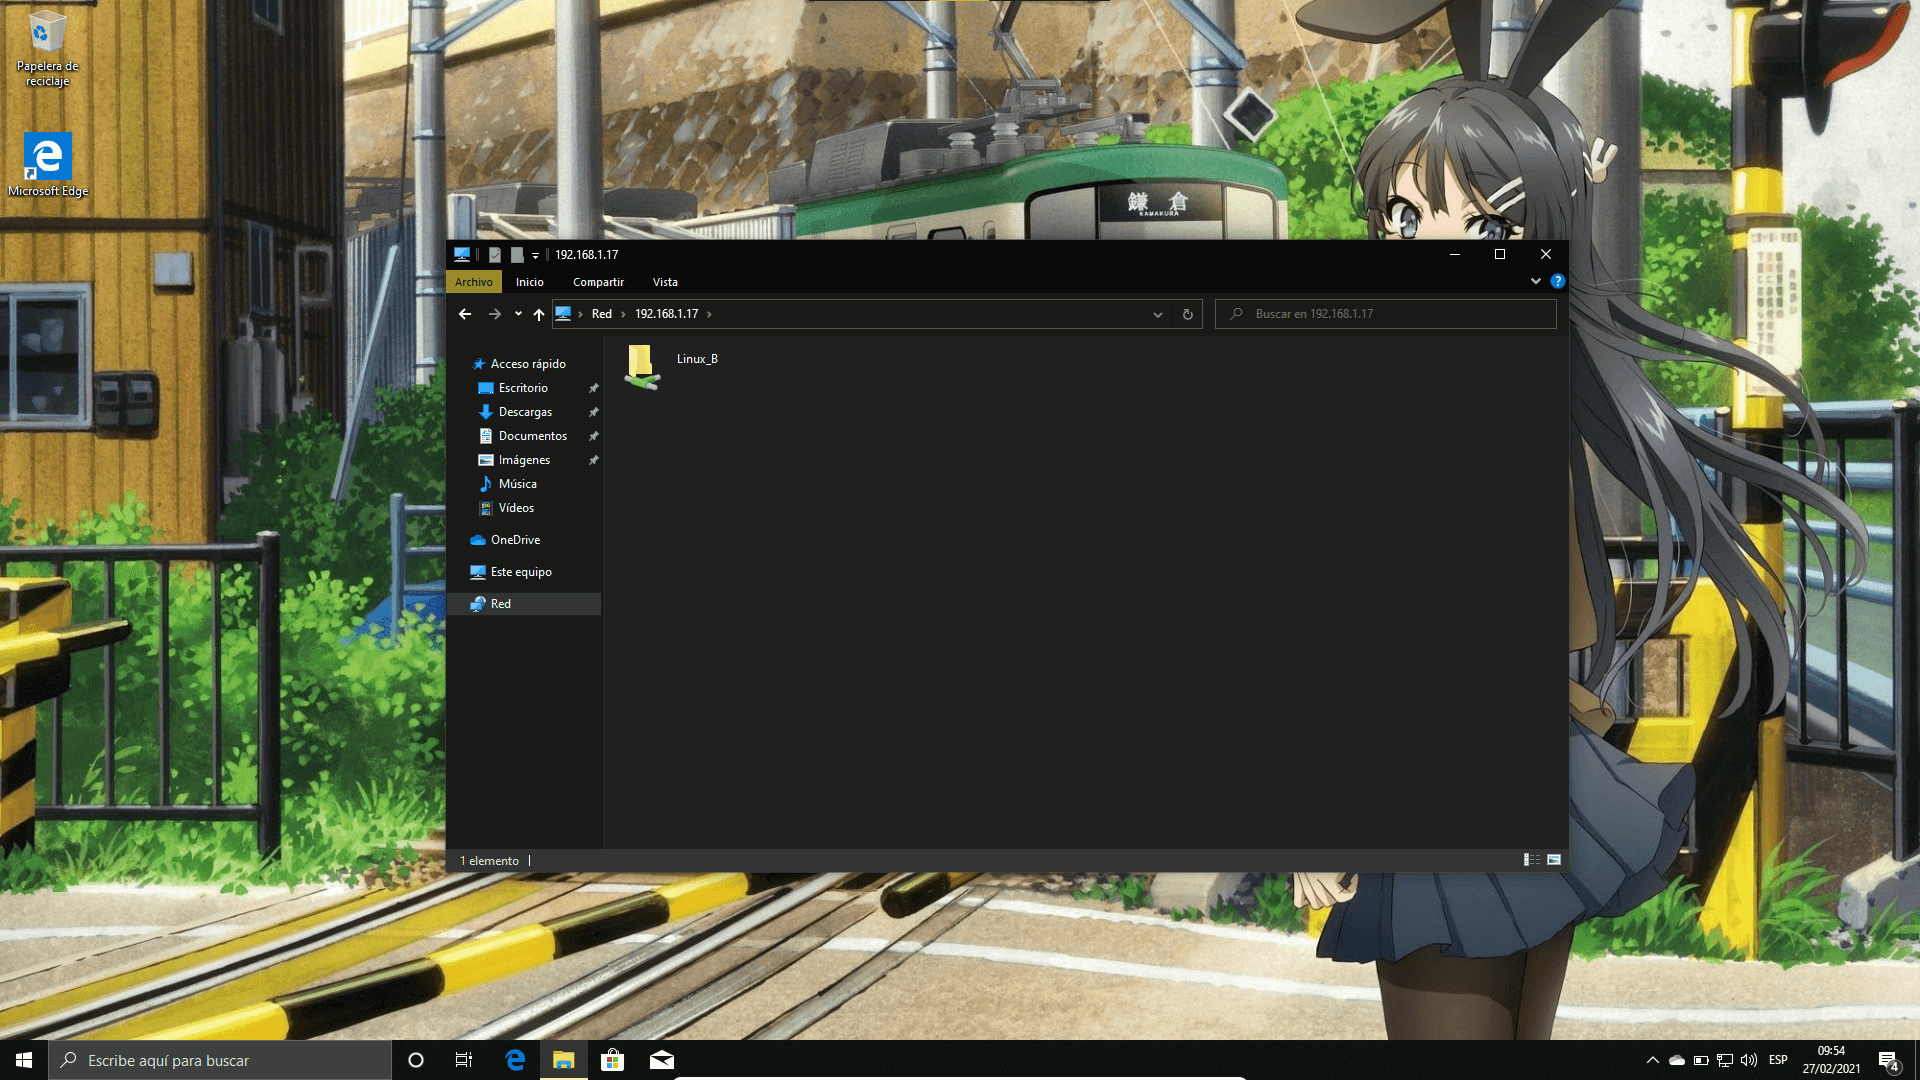 Papelera de
reciclaje
Microsoft Edge
鎌倉
KAMAKURA
192.168.1.17
Archivo
Inicio
Compartir
Vista
?
Red
192.168.1.17
Buscar en 192.168.1.17
Acceso rápido
Escritorio
Descargas
Documentos
Imágenes
Música
Vídeos
OneDrive
Este equipo
Red
Linux_B
1 elemento
Escribe aquí para buscar
ESP
09:54
27/02/2021
4